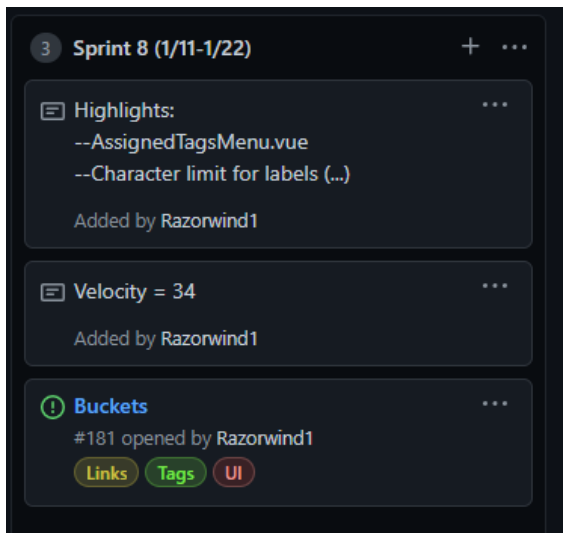 3 Sprint 8 (1/11-1/22)
Highlights:
--AssignedTagsMenu.vue
--Character limit for labels (...)
Added by Razorwind1
Velocity = 34
Added by Razorwind1
Buckets
#181 opened by Razorwind1
Links Tags UI